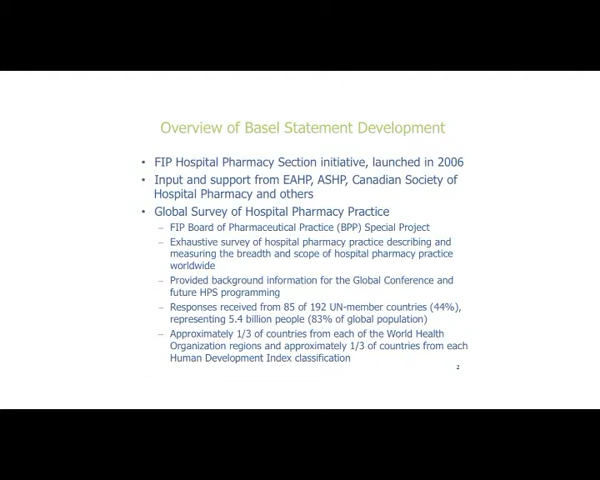 Overview of Basel Statement Development
• FIP Hospital Pharmacy Section initiative, launched in 2006
• Input and support from EAHP, ASHP, Canadian Society of
Hospital Pharmacy and others
• Global Survey of Hospital Pharmacy Practice
– FIP Board of Pharmaceutical Practice (BPP) Special Project
– Exhaustive survey of hospital pharmacy practice describing and
measuring the breadth and scope of hospital pharmacy practice
worldwide
– Provided background information for the Global Conference and
future HPS programming
– Responses received from 85 of 192 UN-member countries (44%),
representing 5.4 billion people (83% of global population)
– Approximately 1/3 of countries from each of the World Health
Organization regions and approximately 1/3 of countries from each
Human Development Index classification
2